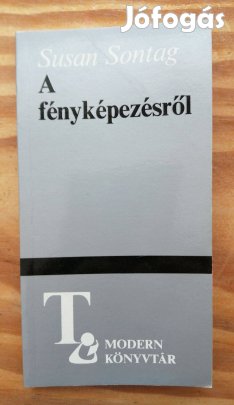 Jófogás
Susan Sontag
A
fényképezésről
T
MODERN
KÖNYVTÁR